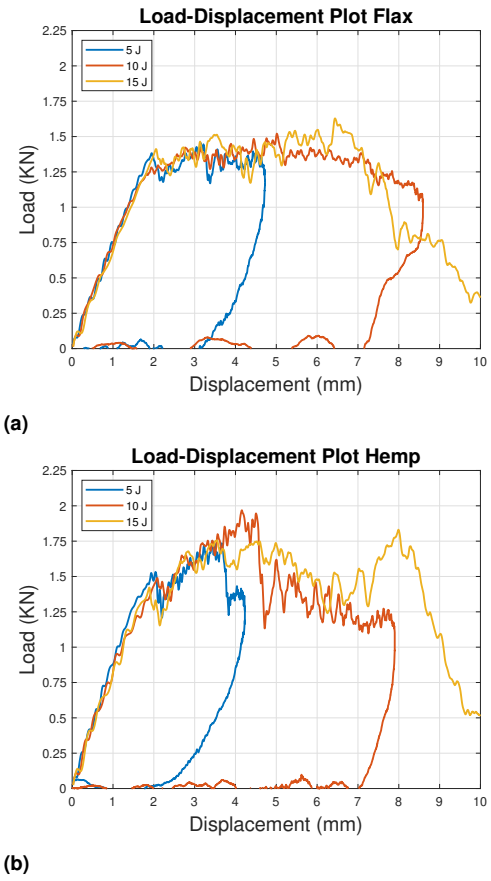 Load-Displacement Plot Flax
2.25
2
1.75
1.5
1.25
1
0.75
0.5
0.25
0
Load (KN)
5 J
10 J
15 J
0 1 2 3 4 5 6 7 8 9 10
Displacement (mm)
(a)
Load-Displacement Plot Hemp
2.25
2
1.75
1.5
1.25
1
0.75
0.5
0.25
0
Load (KN)
5 J
10 J
15 J
0 1 2 3 4 5 6 7 8 9 10
Displacement (mm)
(b)